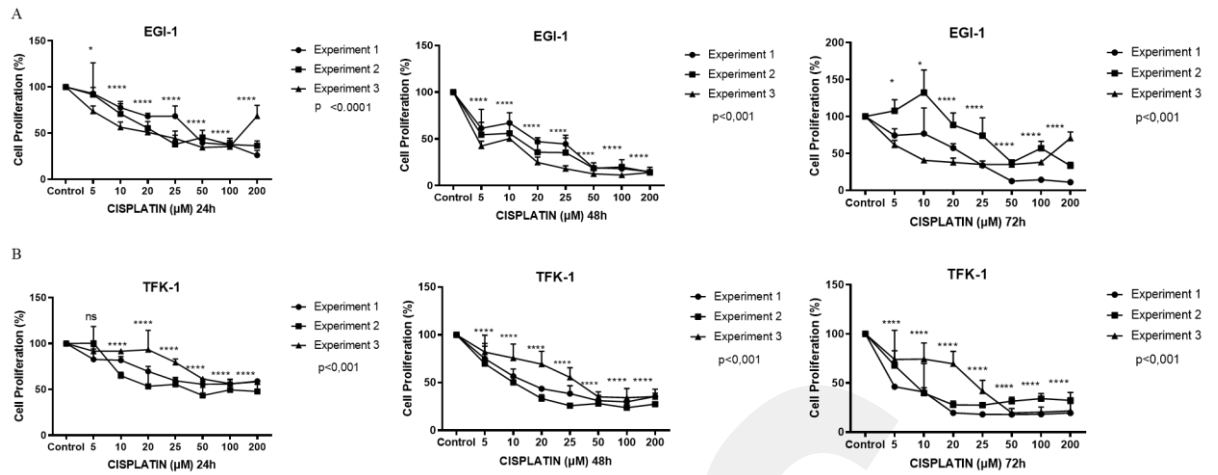 A
EGI-1
Cell Proliferation (%)
150
100
50
0
*
****
****
****
****
****
****
Control 5 10 20 25 50 100 200
CISPLATIN (µM) 24h
Experiment 1
Experiment 2
Experiment 3
p <0.0001
EGI-1
Cell Proliferation (%)
150
100
50
0
****
****
****
****
****
****
****
Control 5 10 20 25 50 100 200
CISPLATIN (µM) 48h
Experiment 1
Experiment 2
Experiment 3
p<0,001
EGI-1
Cell Proliferation (%)
200
150
100
50
0
*
*
****
****
****
****
****
Control 5 10 20 25 50 100 200
CISPLATIN (µM) 72h
Experiment 1
Experiment 2
Experiment 3
p<0,001
B
TFK-1
Cell Proliferation (%)
150
100
50
0
ns
****
****
****
****
****
****
Control 5 10 20 25 50 100 200
CISPLATIN (µM) 24h
Experiment 1
Experiment 2
Experiment 3
p<0,001
TFK-1
Cell Proliferation (%)
150
100
50
0
****
****
****
****
****
****
****
Control 5 10 20 25 50 100 200
CISPLATIN (µM) 48h
Experiment 1
Experiment 2
Experiment 3
p<0,001
TFK-1
Cell Proliferation (%)
150
100
50
0
****
****
****
****
****
****
****
Control 5 10 20 25 50 100 200
CISPLATIN (µM) 72h
Experiment 1
Experiment 2
Experiment 3
p<0,001